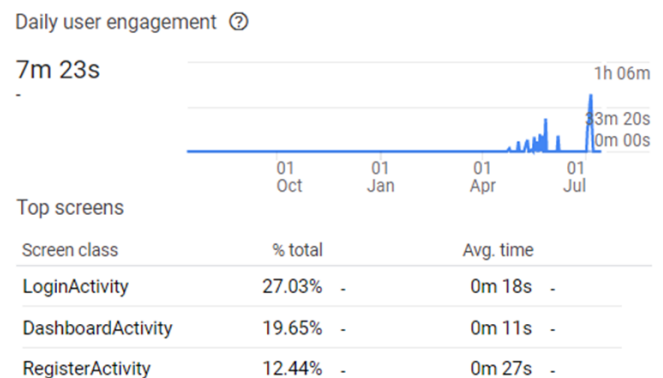 Daily user engagement ?
7m 23s
-
1h 06m
33m 20s
0m 00s
01 01 01 01
Oct Jan Apr Jul
Top screens
Screen class % total Avg. time
LoginActivity 27.03% - 0m 18s -
DashboardActivity 19.65% - 0m 11s -
RegisterActivity 12.44% - 0m 27s -